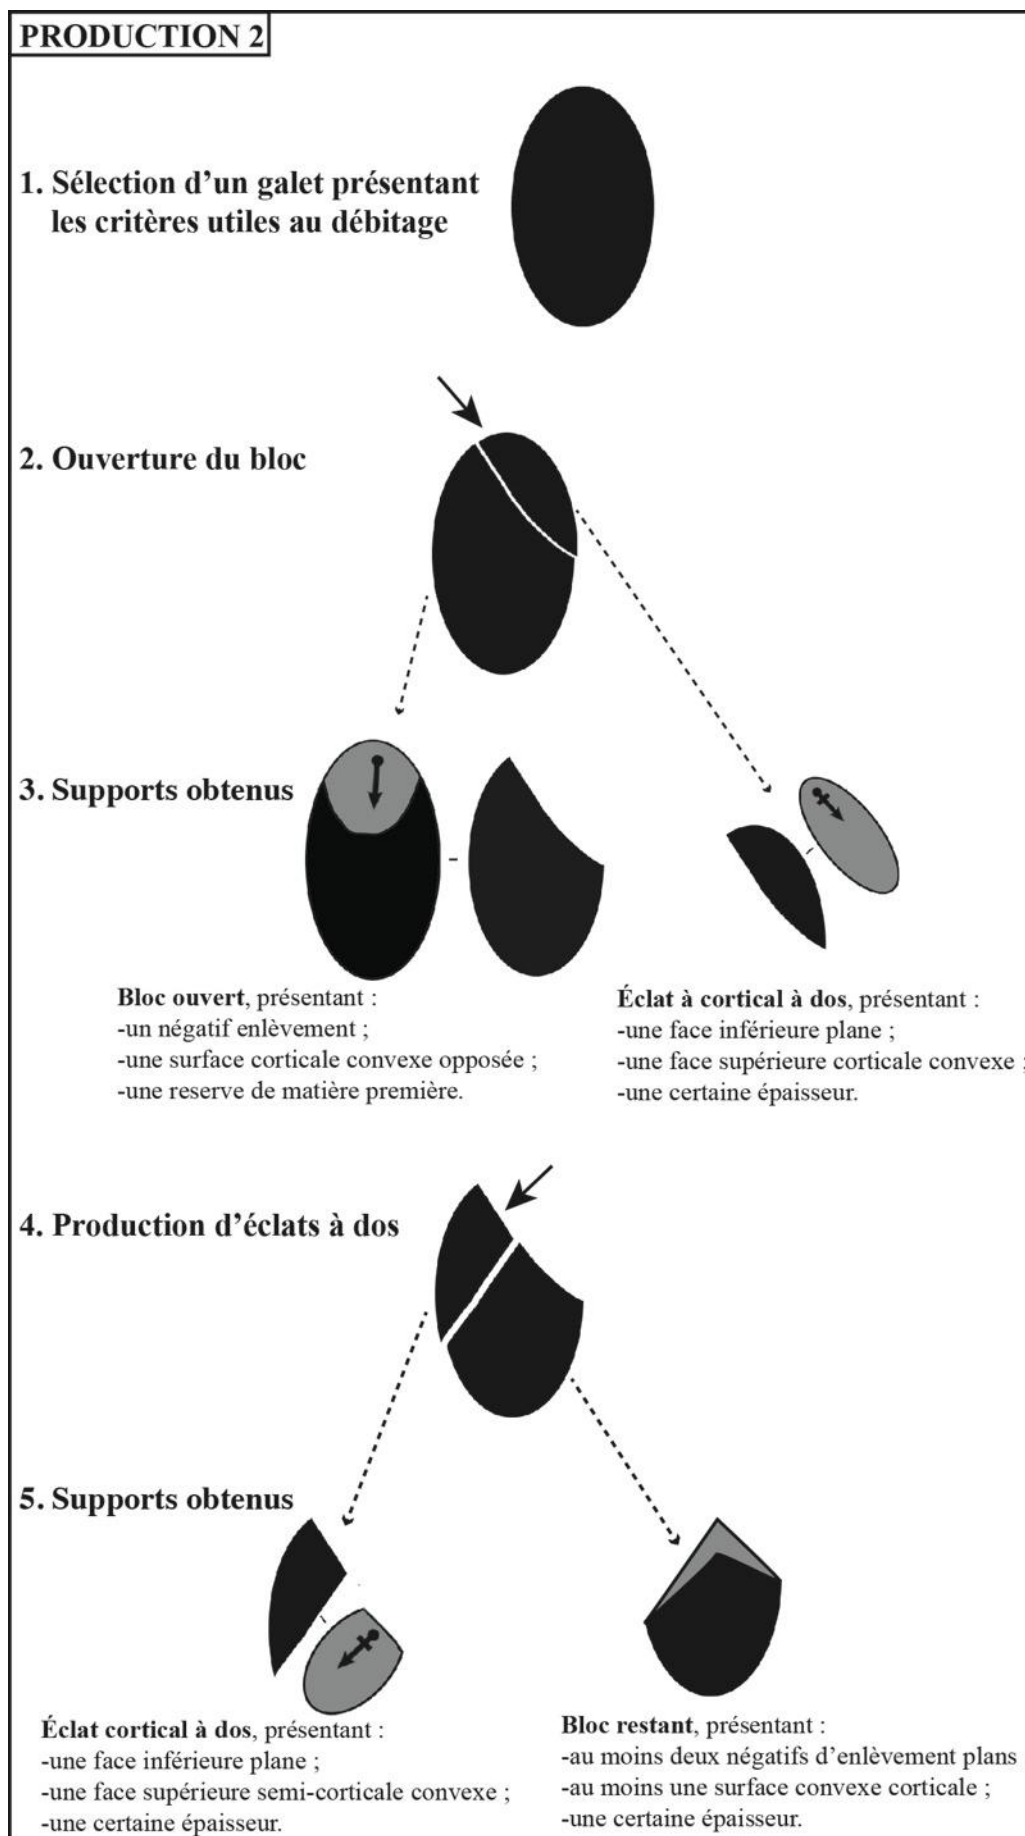 PRODUCTION 2
1. Sélection d'un galet présentant
les critères utiles au débitage
2. Ouverture du bloc
3. Supports obtenus
Bloc ouvert, présentant :
-un négatif enlèvement ;
-une surface corticale convexe opposée ;
-une reserve de matière première.
Éclat à cortical à dos, présentant :
-une face inférieure plane ;
-une face supérieure corticale convexe ;
-une certaine épaisseur.
4. Production d'éclats à dos
5. Supports obtenus
Éclat cortical à dos, présentant :
-une face inférieure plane ;
-une face supérieure semi-corticale convexe ;
-une certaine épaisseur.
Bloc restant, présentant :
-au moins deux négatifs d'enlèvement plans
-au moins une surface convexe corticale ;
-une certaine épaisseur.